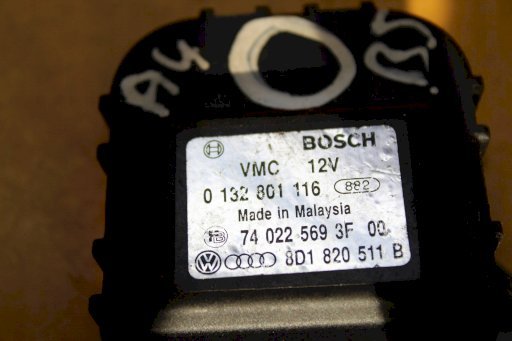 A4
BOSCH
VMC 12V
0 132 801 116 882
Made in Malaysia
74 022 569 3F 00
8D1 820 511 B